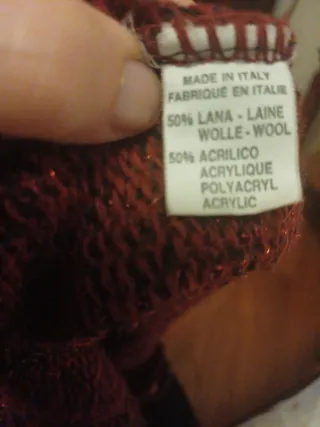 MADE IN ITALY
FABRIQUÉ EN ITALIE
50% LANA - LAINE
WOLLE - WOOL
50% ACRILICO
ACRYLIQUE
POLYACRYL
ACRYLIC